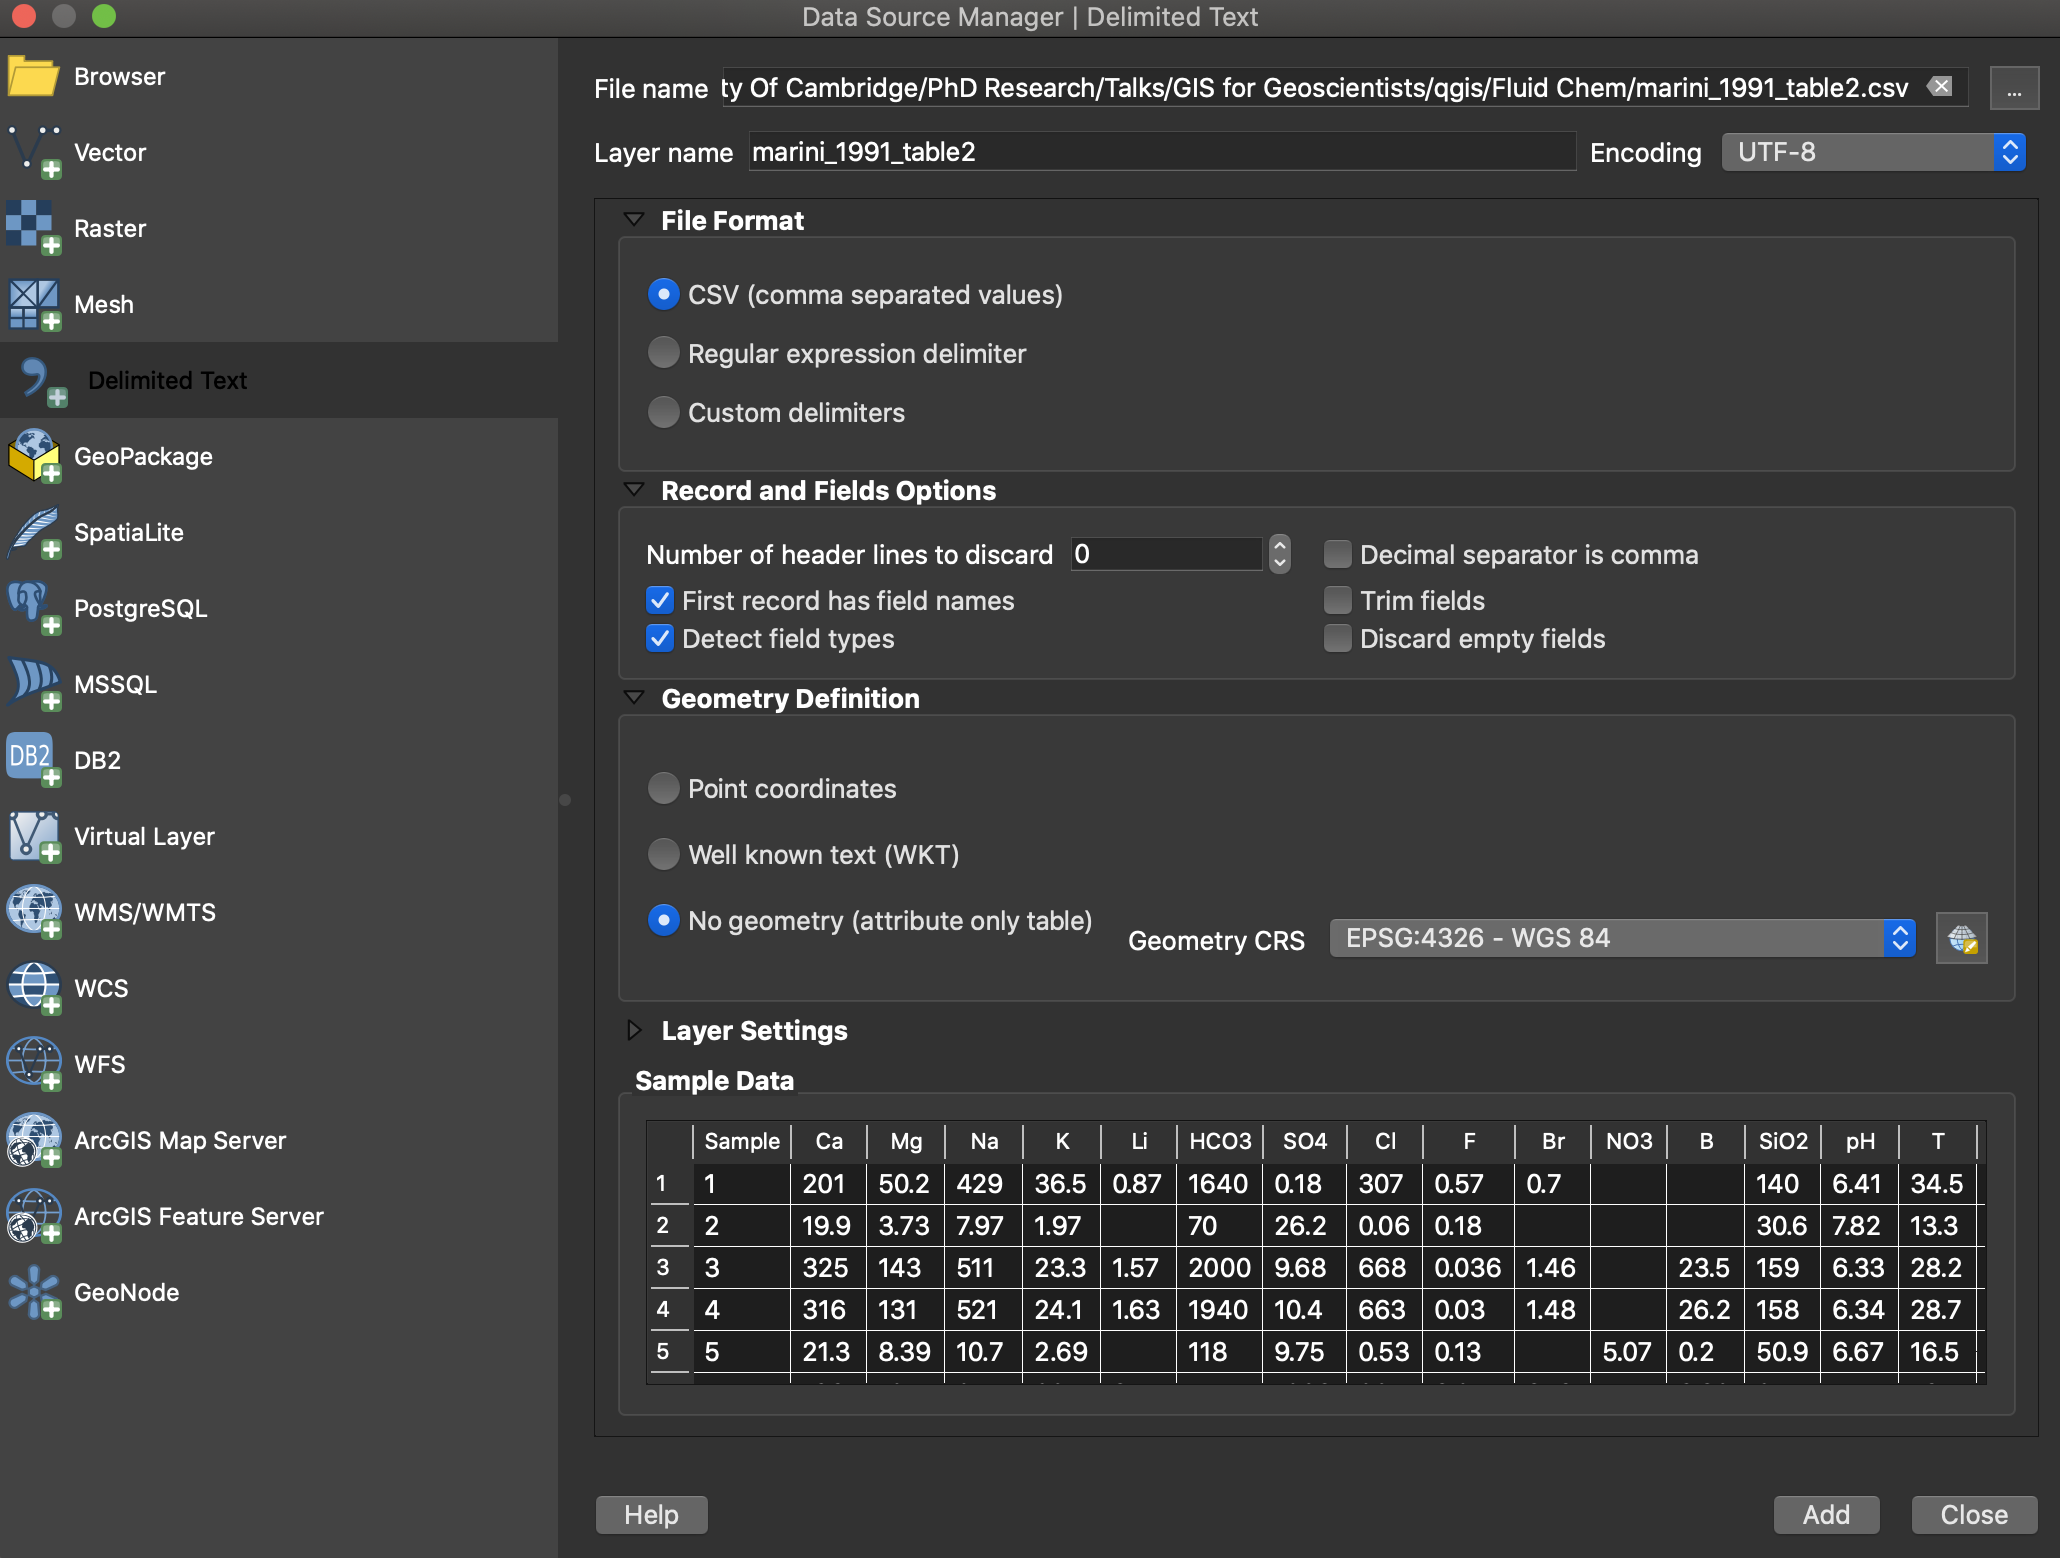 Data Source Manager | Delimited Text
Browser
Vector
Raster
Mesh
Delimited Text
GeoPackage
SpatiaLite
PostgreSQL
MSSQL
DB2
DB2
Virtual Layer
WMS/WMTS
WCS
WFS
ArcGIS Map Server
ArcGIS Feature Server
GeoNode
File name ty Of Cambridge/PhD Research/Talks/GIS for Geoscientists/qgis/Fluid Chem/marini_1991_table2.csv ...
Layer name marini_1991_table2 Encoding UTF-8
File Format
CSV (comma separated values)
Regular expression delimiter
Custom delimiters
Record and Fields Options
Number of header lines to discard 0 Decimal separator is comma
First record has field names Trim fields
Detect field types Discard empty fields
Geometry Definition
Point coordinates
Well known text (WKT)
No geometry (attribute only table) Geometry CRS EPSG:4326 - WGS 84
Layer Settings
Sample Data
Sample Ca Mg Na K Li HCO3 SO4 Cl F Br NO3 B SiO2 pH T
1 1 201 50.2 429 36.5 0.87 1640 0.18 307 0.57 0.7 140 6.41 34.5
2 2 19.9 3.73 7.97 1.97 70 26.2 0.06 0.18 30.6 7.82 13.3
3 3 325 143 511 23.3 1.57 2000 9.68 668 0.036 1.46 23.5 159 6.33 28.2
4 4 316 131 521 24.1 1.63 1940 10.4 663 0.03 1.48 26.2 158 6.34 28.7
5 5 21.3 8.39 10.7 2.69 118 9.75 0.53 0.13 5.07 0.2 50.9 6.67 16.5
Help Add Close